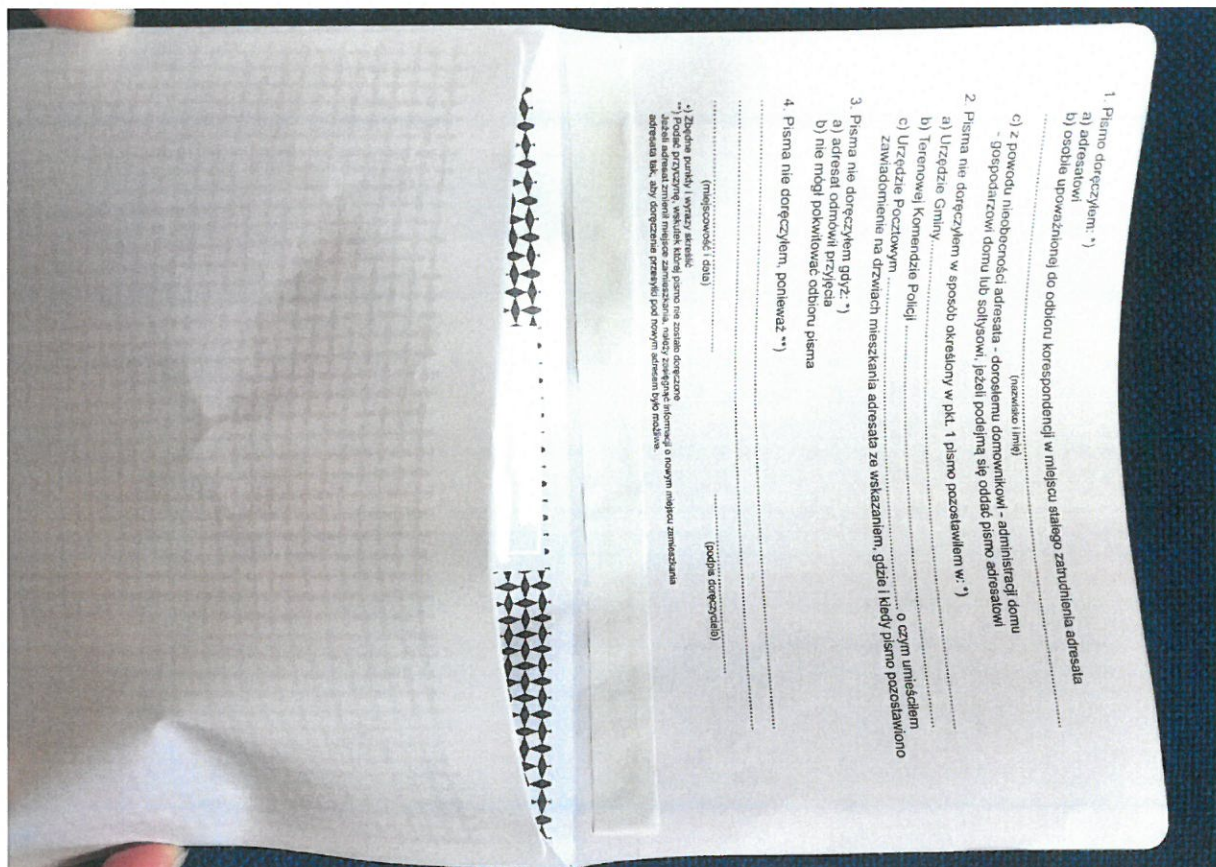 1. Pismo doręczyłem: *)
a) adresatowi
b) osobie upoważnionej do odbioru korespondencji w miejscu stałego zatrudnienia adresata
(nazwisko i imię)
c) z powodu nieobecności adresata - dorosłemu domownikowi - administracji domu
- gospodarzowi domu lub sołtysowi, jeżeli podejmą się oddać pismo adresatowi
2. Pisma nie doręczyłem w sposób określony w pkt. 1 pismo pozostawiłem w: *)
a) Urzędzie Gminy
b) Terenowej Komendzie Policji
c) Urzędzie Pocztowym o czym umieściłem
zawiadomienie na drzwiach mieszkania adresata ze wskazaniem, gdzie i kiedy pismo pozostawiono
3. Pisma nie doręczyłem gdyż: *)
a) adresat odmówił przyjęcia
b) nie mógł pokwitować odbioru pisma
4. Pisma nie doręczyłem, ponieważ **)
(miejscowość i data) (podpis doręczyciela)
*) Zbędne punkty i wyrazy skreślić
**) Podać przyczynę, wskutek której pismo nie zostało doręczone
Jeżeli adresat zmienił miejsce zamieszkania, należy zasięgnąć informacji o nowym miejscu zamieszkania
adresata tak, aby doręczenie przesyłki pod nowym adresem było możliwe.